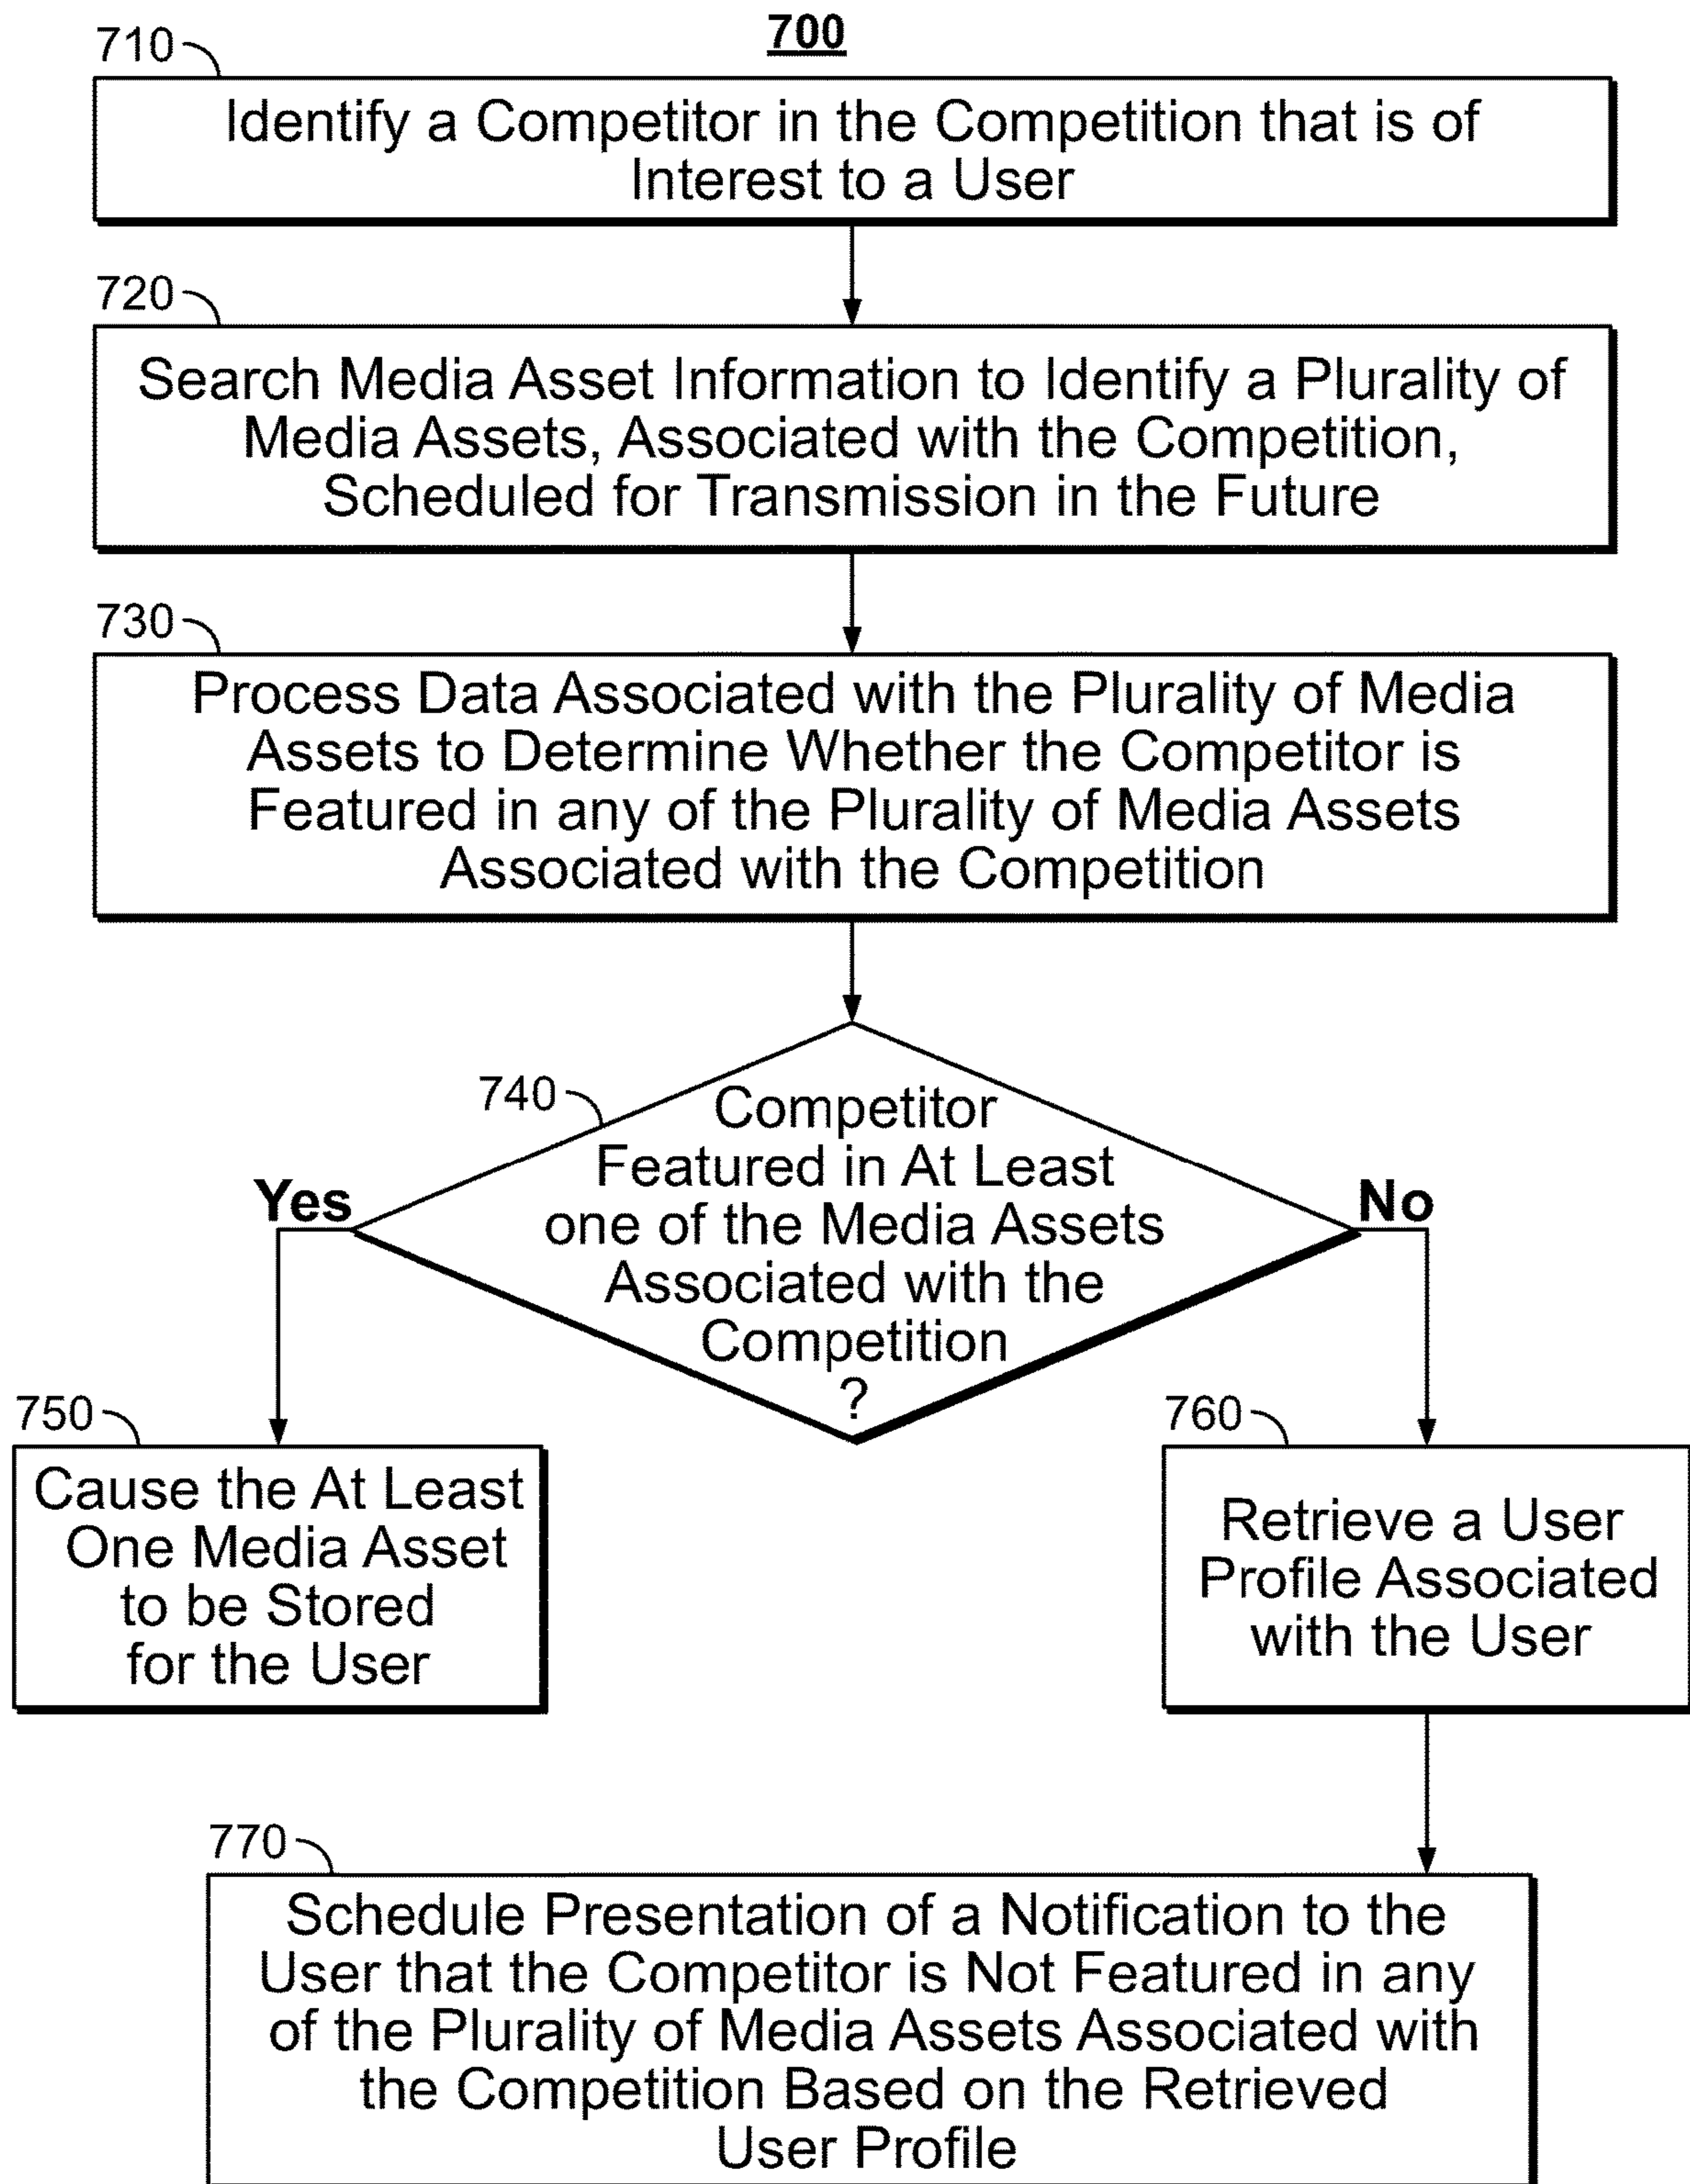 700
710
Identify a Competitor in the Competition that is of
Interest to a User
720
Search Media Asset Information to Identify a Plurality of
Media Assets, Associated with the Competition,
Scheduled for Transmission in the Future
730
Process Data Associated with the Plurality of Media
Assets to Determine Whether the Competitor is
Featured in any of the Plurality of Media Assets
Associated with the Competition
740
Competitor
Featured in At Least
one of the Media Assets
Associated with the
Competition
?
Yes
No
750
Cause the At Least
One Media Asset
to be Stored
for the User
760
Retrieve a User
Profile Associated
with the User
770
Schedule Presentation of a Notification to the
User that the Competitor is Not Featured in any
of the Plurality of Media Assets Associated with
the Competition Based on the Retrieved
User Profile